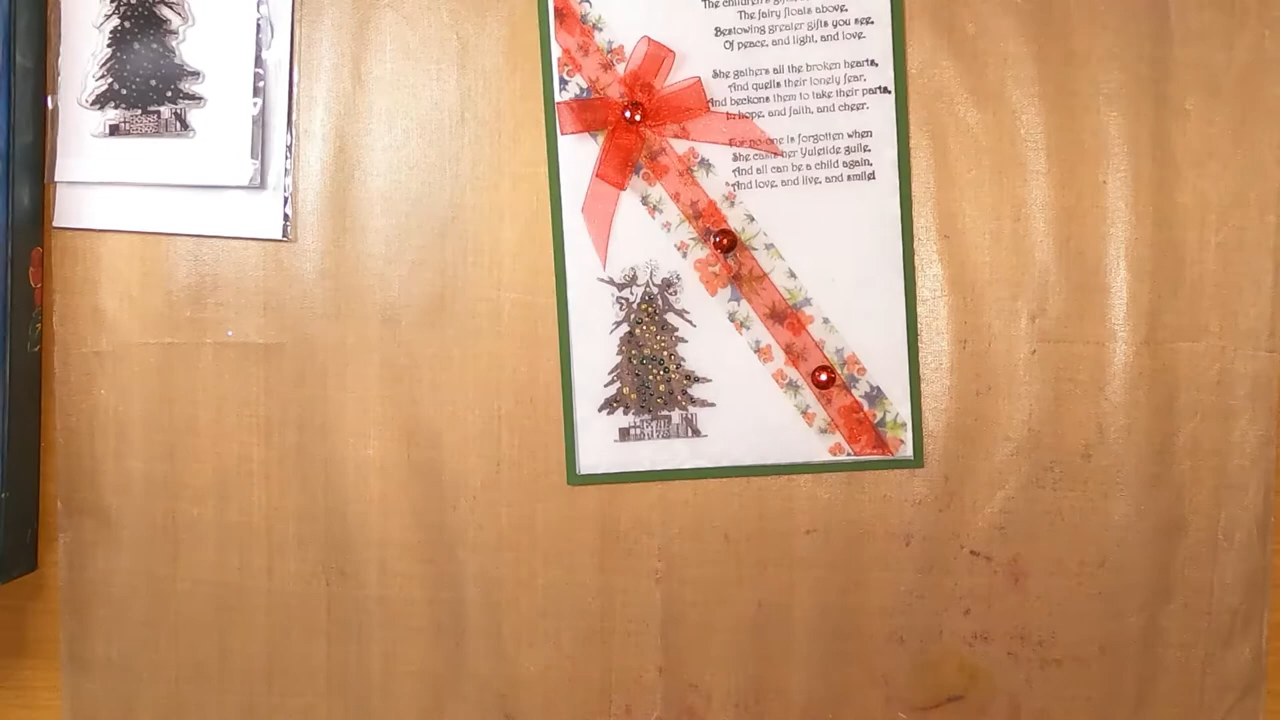 The children's
The fairy floats above,
Bestowing greater gifts you see,
Of peace, and light, and love.
She gathers all the broken hearts,
And quells their lonely fear,
And beckons them to take their parts,
In hope, and faith, and cheer.
For no one is forgotten when
She casts her Yuletide guile,
And all can be a child again,
And love, and live, and smile!